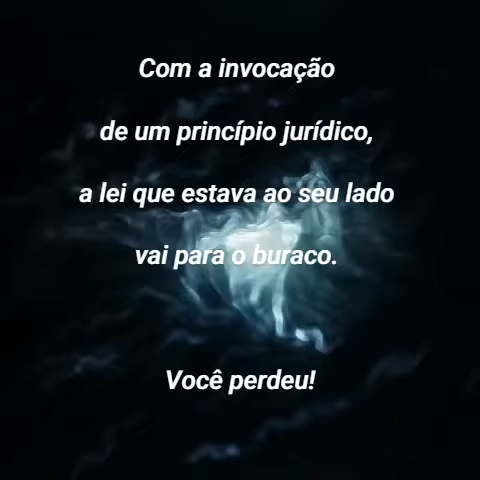 Com a invocação
de um princípio jurídico,
a lei que estava ao seu lado
vai para o buraco.
Você perdeu!